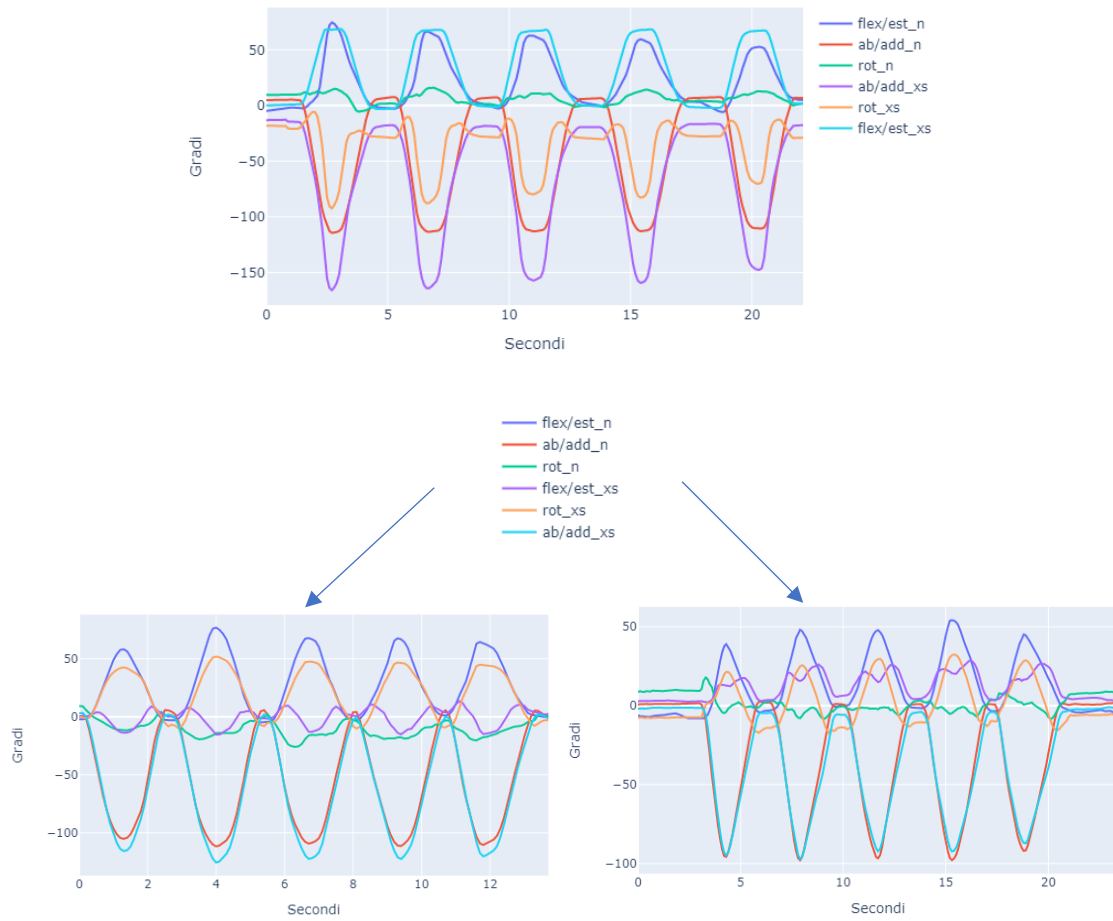 flex/est_n
ab/add_n
rot_n
ab/add_xs
rot_xs
flex/est_xs
Gradi
50
0
−50
−100
−150
0 5 10 15 20
Secondi
flex/est_n
ab/add_n
rot_n
flex/est_xs
rot_xs
ab/add_xs
Gradi
50
0
−50
−100
0 2 4 6 8 10 12
Secondi
Gradi
50
0
−50
−100
0 5 10 15 20
Secondi